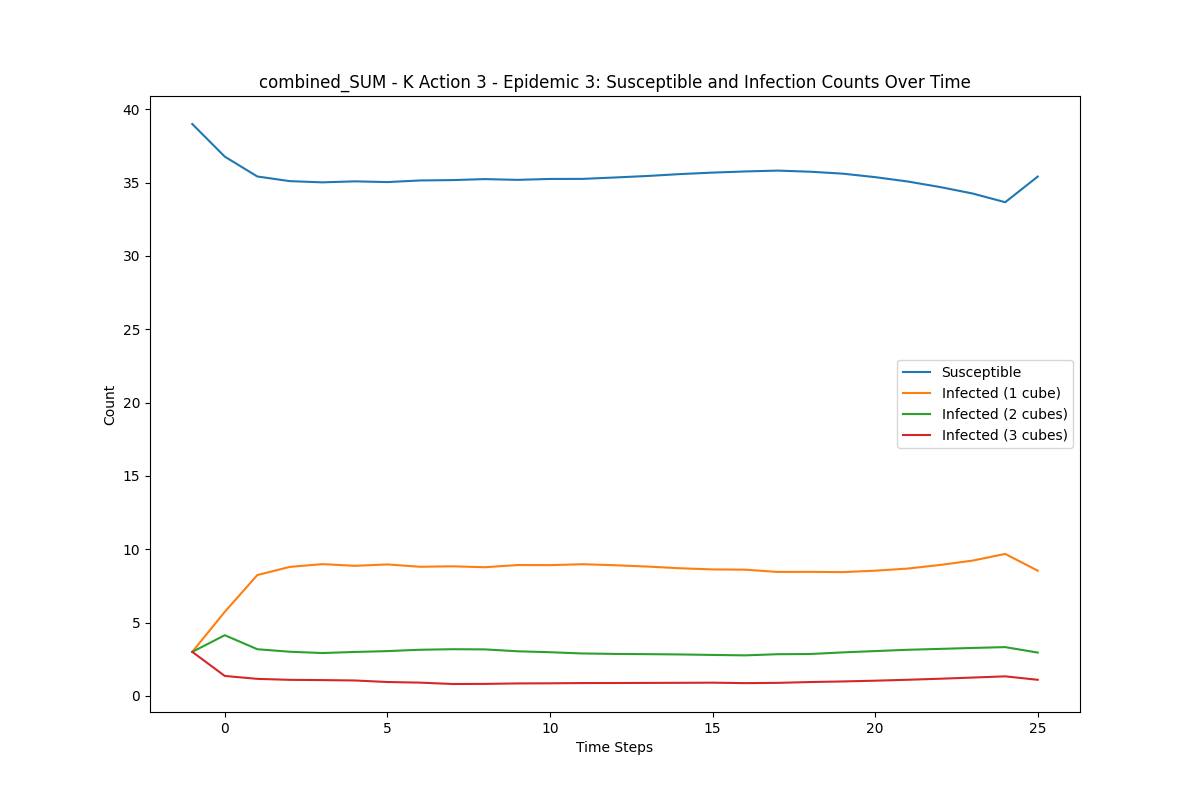 combined_SUM - K Action 3 - Epidemic 3: Susceptible and Infection Counts Over Time
40
35
30
25
20
15
10
5
0
Count
Susceptible
Infected (1 cube)
Infected (2 cubes)
Infected (3 cubes)
0 5 10 15 20 25
Time Steps